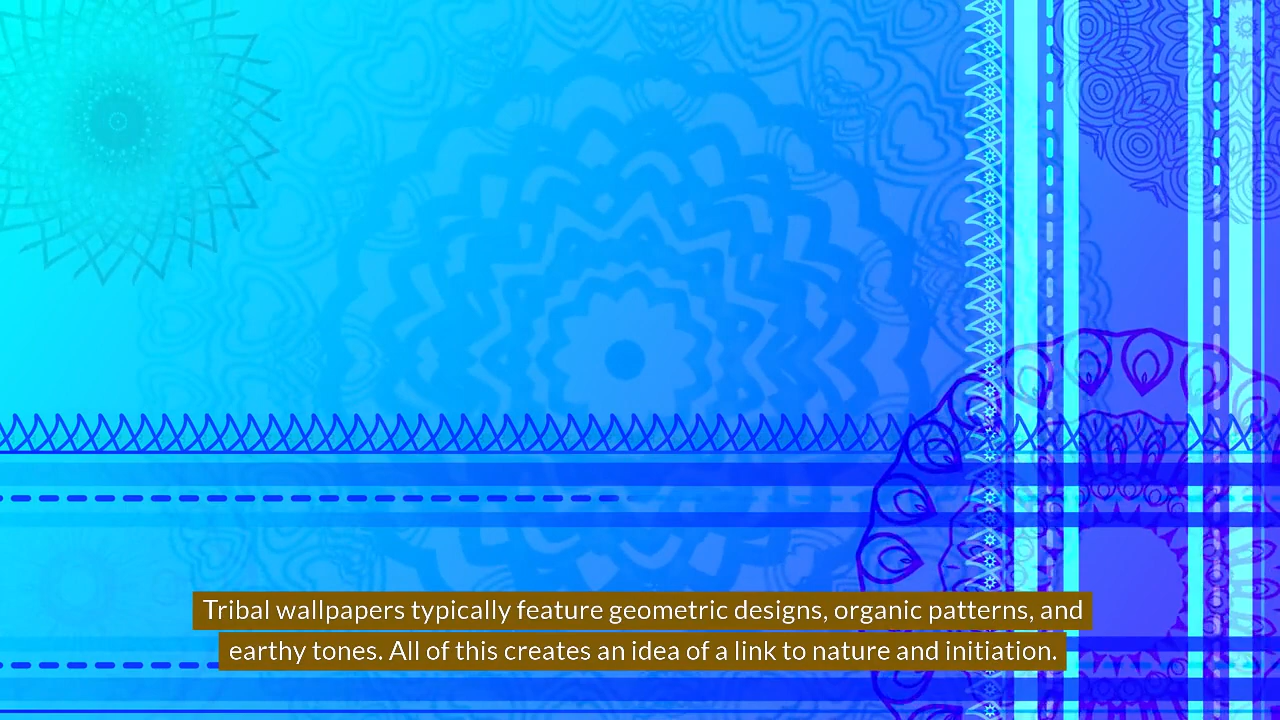 Tribal wallpapers typically feature geometric designs, organic patterns, and
earthy tones. All of this creates an idea of a link to nature and initiation.